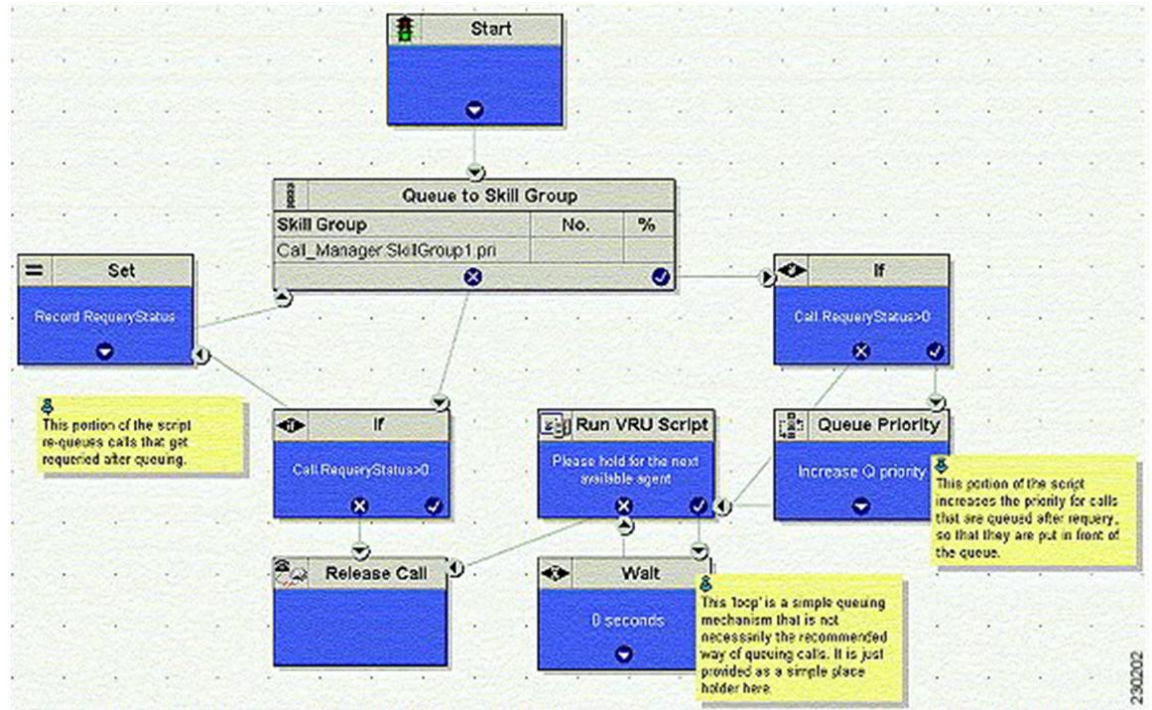 Start
Queue to Skill Group
Skill Group No. %
Call_Manager.SkillGroup1.pri
Set
Record RequeryStatus
If
Call.RequeryStatus>0
This portion of the script
re-queues calls that get
requeried after queuing.
If
Call.RequeryStatus>0
Run VRU Script
Please hold for the next
available agent
Queue Priority
Increase Q priority
This portion of the script
increases the priority for calls
that are queued after requery,
so that they are put in front of
the queue.
Release Call
Wait
0 seconds
This 'loop' is a simple queuing
mechanism that is not
necessarily the recommended
way of queuing calls. It is just
provided as a simple place
holder here.
230202